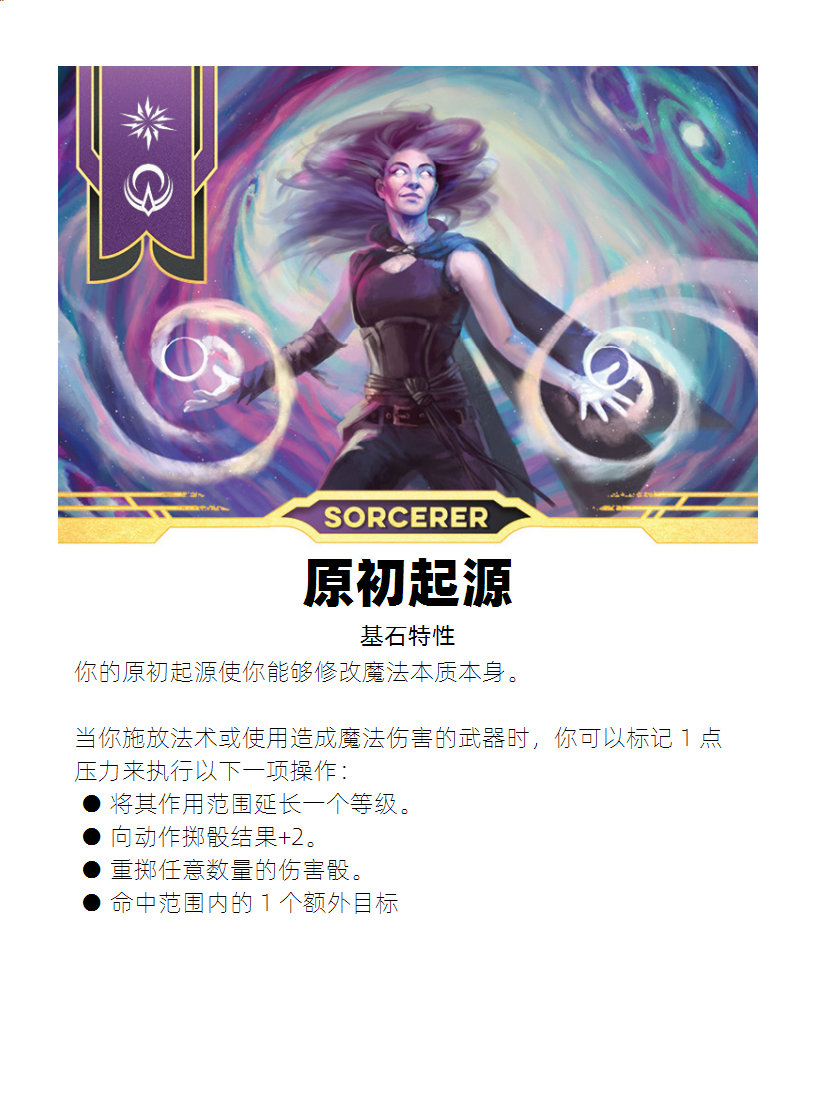 SORCERER
原初起源
基石特性
你的原初起源使你能够修改魔法本质本身。
当你施放法术或使用造成魔法伤害的武器时，你可以标记 1 点
压力来执行以下一项操作：
● 将其作用范围延长一个等级。
● 向动作掷骰结果+2。
● 重掷任意数量的伤害骰。
● 命中范围内的 1 个额外目标